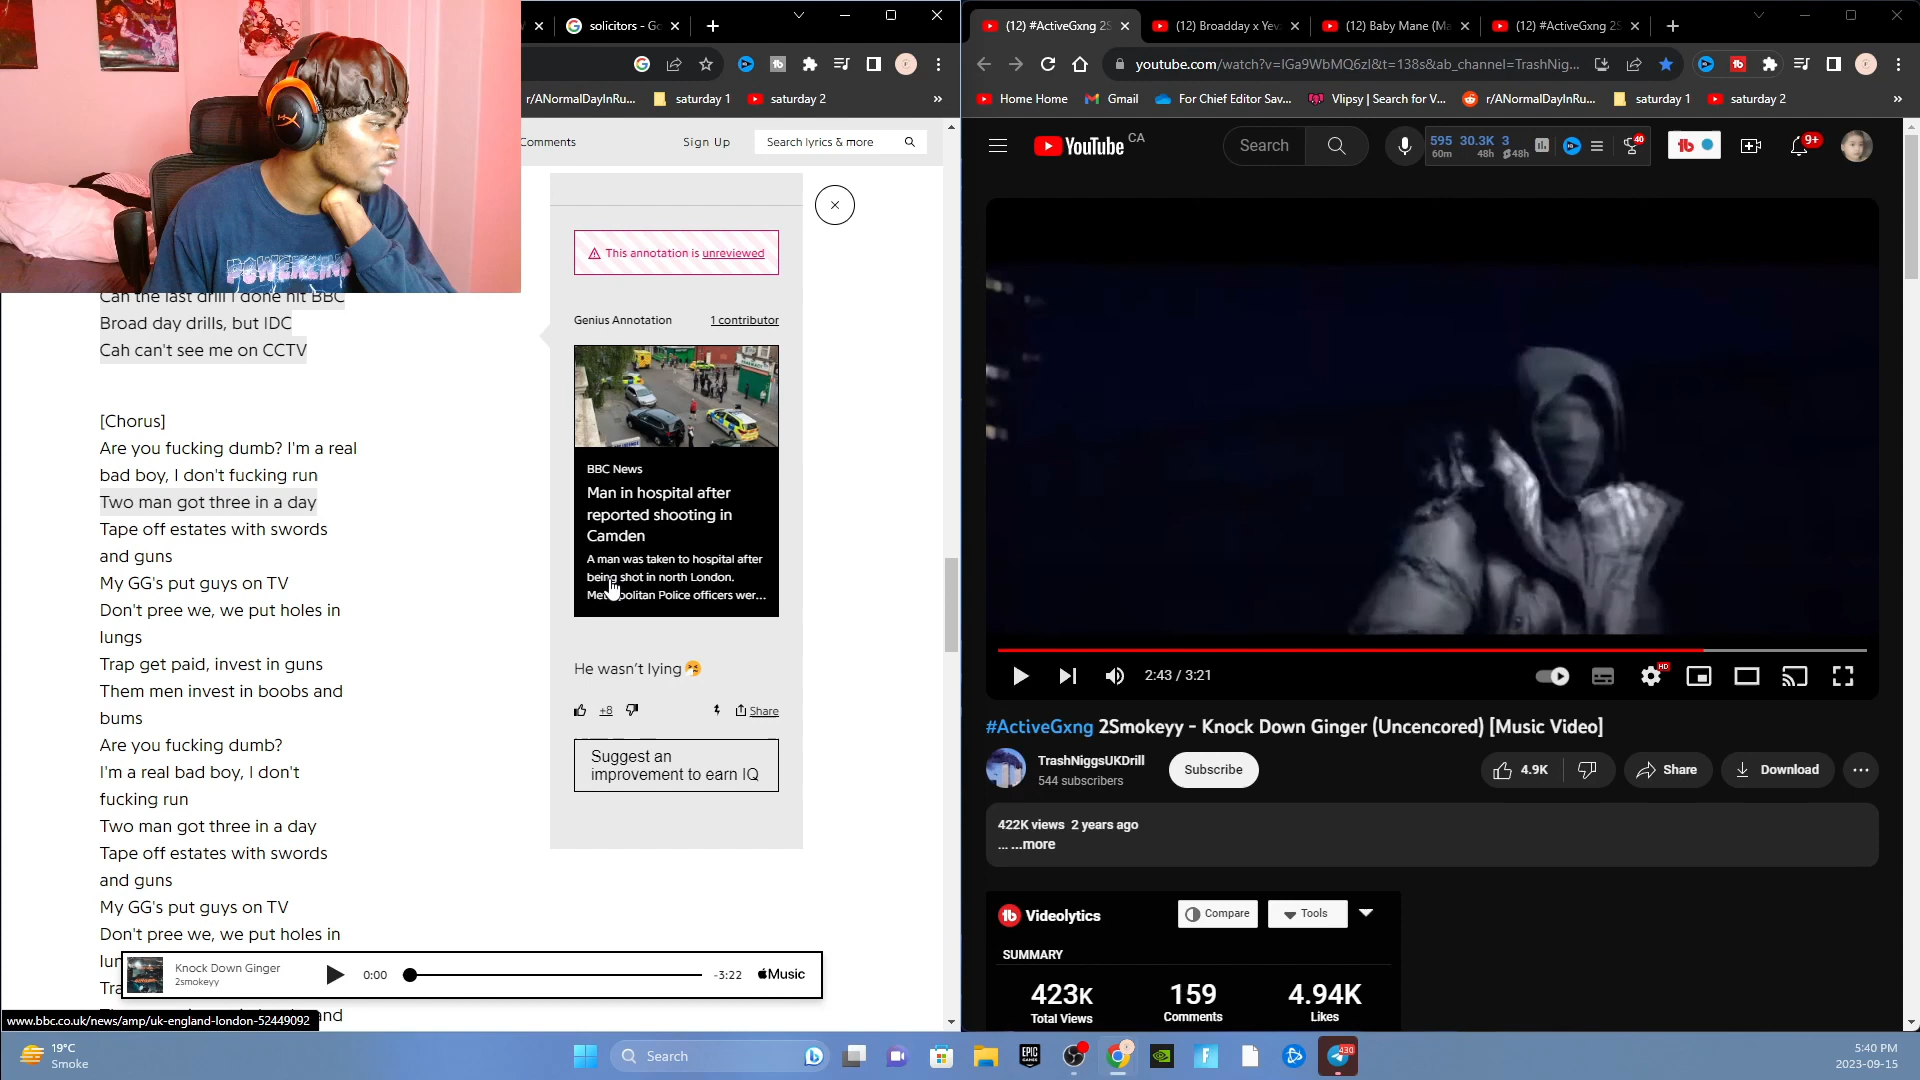 solicitors - Go
r/ANormalDayInRu...
saturday 1
saturday 2
»
Comments
Sign Up
Search lyrics & more
Can the last drill I done hit BBC
Broad day drills, but IDC
Cah can't see me on CCTV
[Chorus]
Are you fucking dumb? I'm a real
bad boy, I don't fucking run
Two man got three in a day
Tape off estates with swords
and guns
My GG's put guys on TV
Don't pree we, we put holes in
lungs
Trap get paid, invest in guns
Them men invest in boobs and
bums
Are you fucking dumb?
I'm a real bad boy, I don't
fucking run
Two man got three in a day
Tape off estates with swords
and guns
My GG's put guys on TV
Don't pree we, we put holes in
This annotation is unreviewed
Genius Annotation
1 contributor
BBC News
Man in hospital after
reported shooting in
Camden
A man was taken to hospital after
being shot in north London.
Metropolitan Police officers wer...
He wasn't lying
+8
Share
Suggest an
improvement to earn IQ
Knock Down Ginger
2smokeyy
0:00
-3:22
Music
and
www.bbc.co.uk/news/amp/uk-england-london-52449092
(12) #ActiveGxng 2S
(12) Broadday x Yev
(12) Baby Mane (Ma
(12) #ActiveGxng 2S
youtube.com/watch?v=IGa9WbMQ6zI&t=138s&ab_channel=TrashNig...
Home Home
Gmail
For Chief Editor Sav...
Vlipsy | Search for V...
r/ANormalDayInRu...
saturday 1
saturday 2
»
YouTube CA
Search
595 30.3K 3
60m 48h 48h
40
9+
2:43 / 3:21
HD
#ActiveGxng 2Smokeyy - Knock Down Ginger (Uncencored) [Music Video]
TrashNiggsUKDrill
544 subscribers
Subscribe
4.9K
Share
Download
422K views 2 years ago
... ...more
Videolytics
Compare
Tools
SUMMARY
423K
159
4.94K
Total Views
Comments
Likes
19°C
Smoke
Search
EPIC
GAMES
430
5:40 PM
2023-09-15